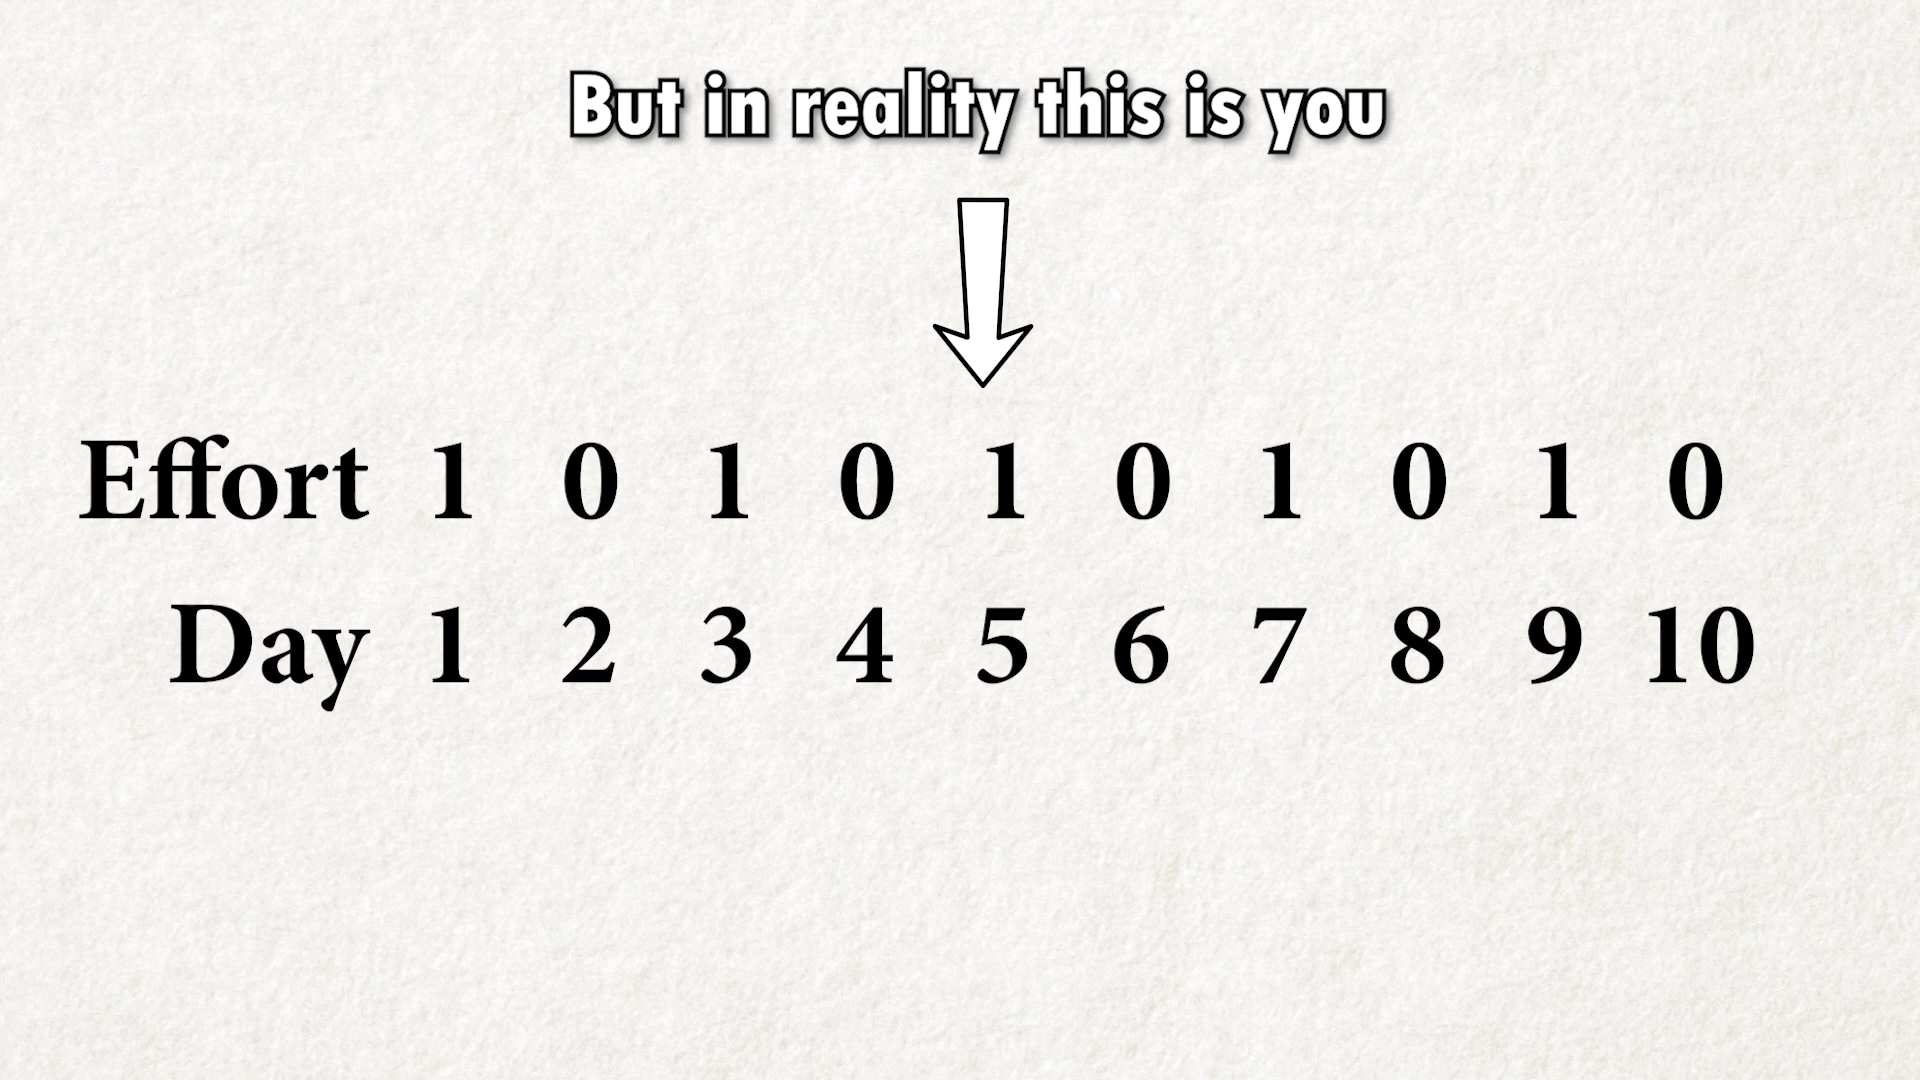 But in reality this is you
Effort 1 0 1 0 1 0 1 0 1 0
Day 1 2 3 4 5 6 7 8 9 10